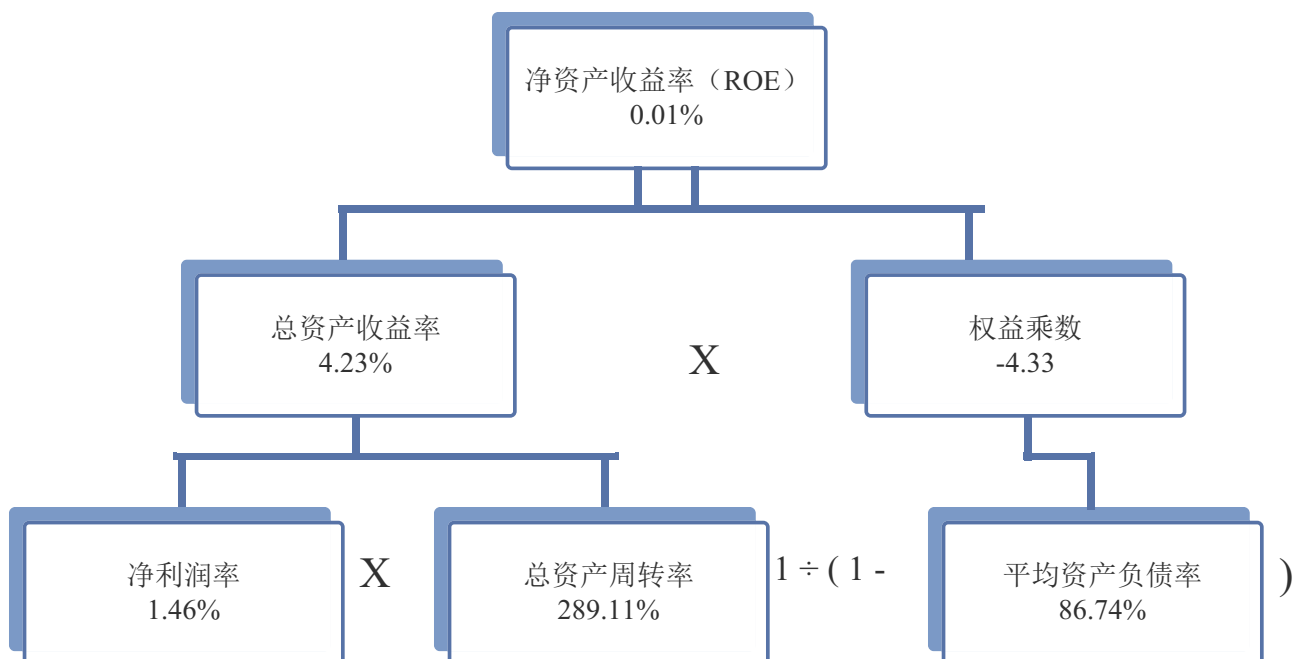 净资产收益率（ROE）
0.01%
总资产收益率
4.23%
X
权益乘数
-4.33
净利润率
1.46%
X
总资产周转率
289.11%
1 ÷ ( 1 -
平均资产负债率
86.74%
)